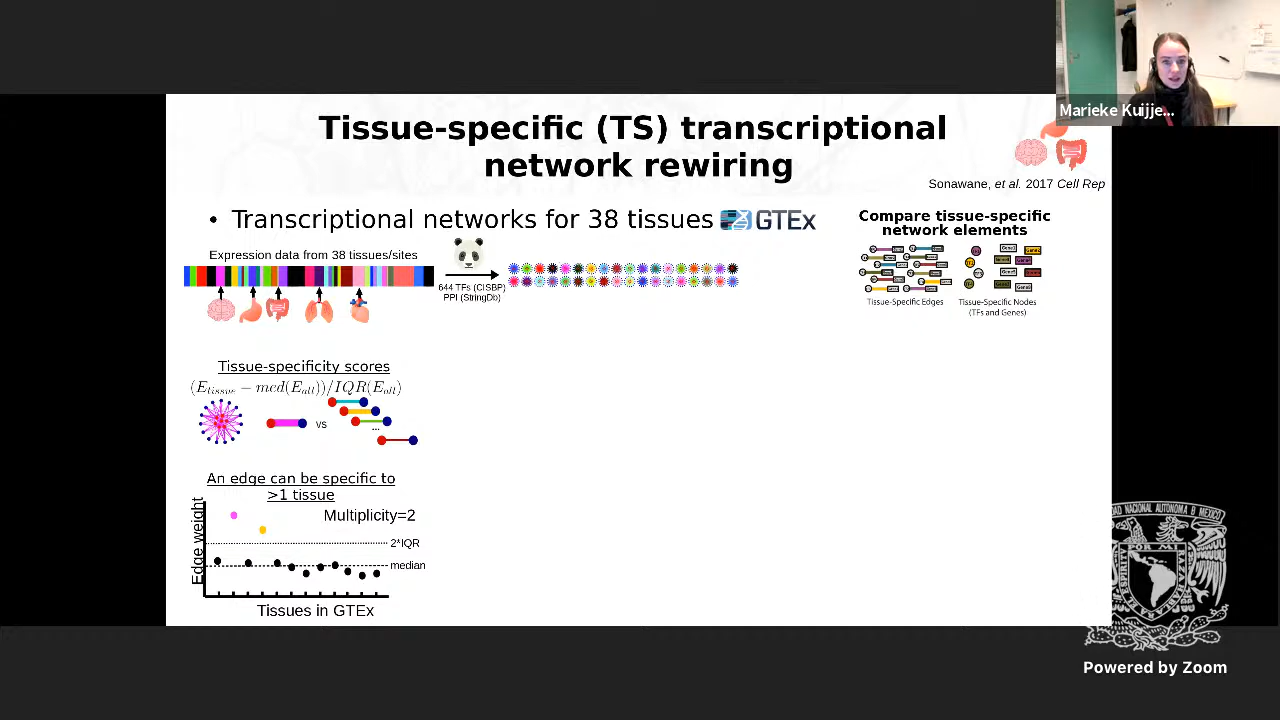 Marieke Kuijje...
Tissue-specific (TS) transcriptional
network rewiring
Sonawane, et al. 2017 Cell Rep
• Transcriptional networks for 38 tissues GTEx
Compare tissue-specific
network elements
Expression data from 38 tissues/sites
644 TFs (CISBP)
PPI (StringDb)
Tissue-Specific Edges
Tissue-Specific Nodes
(TFs and Genes)
Tissue-specificity scores
(E_tissue − med(E_all))/IQR(E_all)
vs
...
An edge can be specific to
>1 tissue
Edge weight
Multiplicity=2
2*IQR
median
Tissues in GTEx
Powered by Zoom